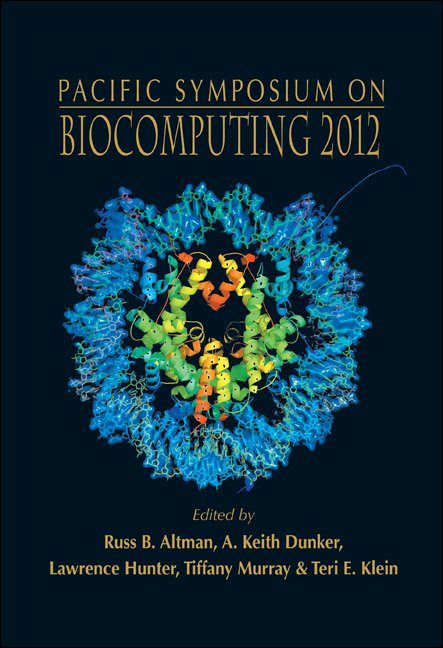 PACIFIC SYMPOSIUM ON
BIOCOMPUTING 2012
Edited by
Russ B. Altman, A. Keith Dunker,
Lawrence Hunter, Tiffany Murray & Teri E. Klein